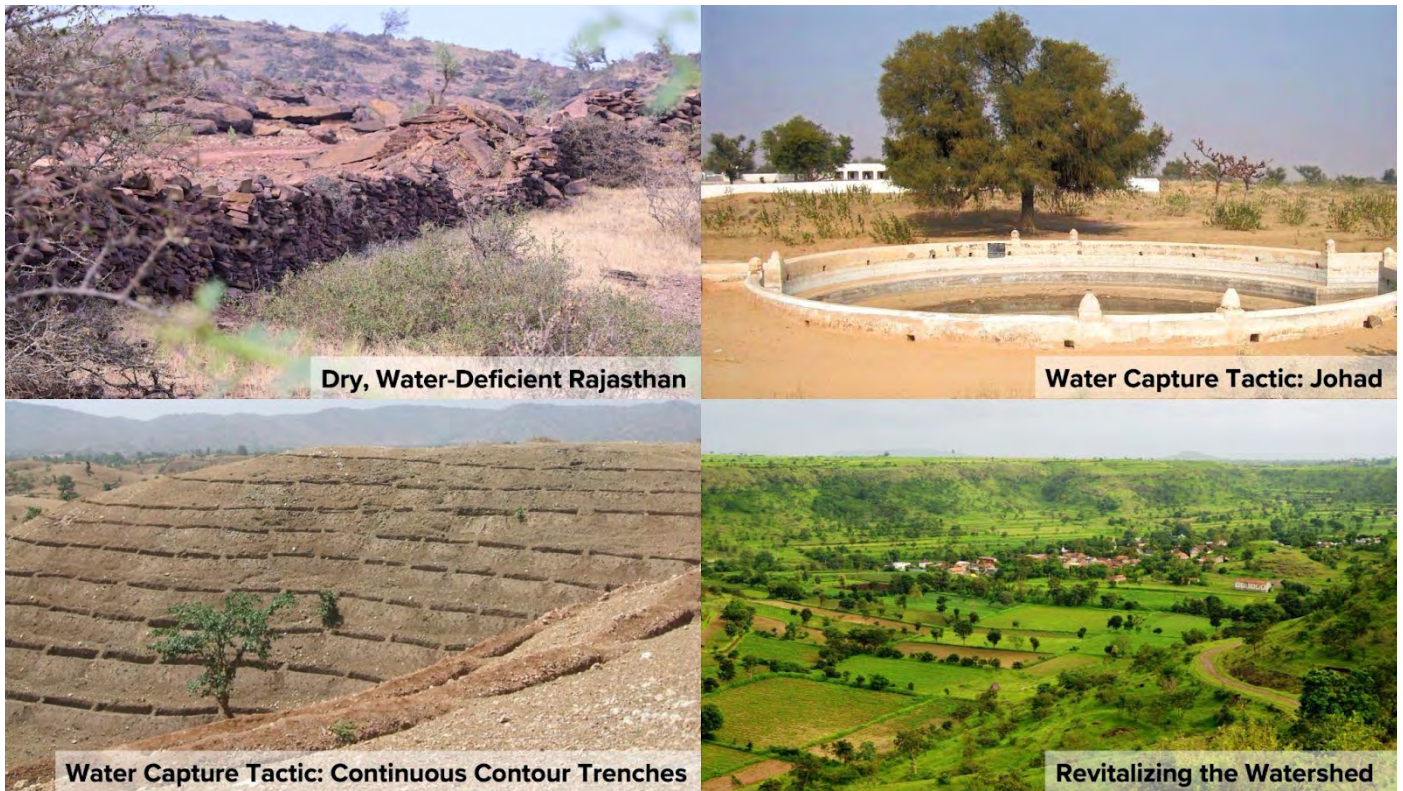 Dry, Water-Deficient Rajasthan
Water Capture Tactic: Johad
Water Capture Tactic: Continuous Contour Trenches
Revitalizing the Watershed